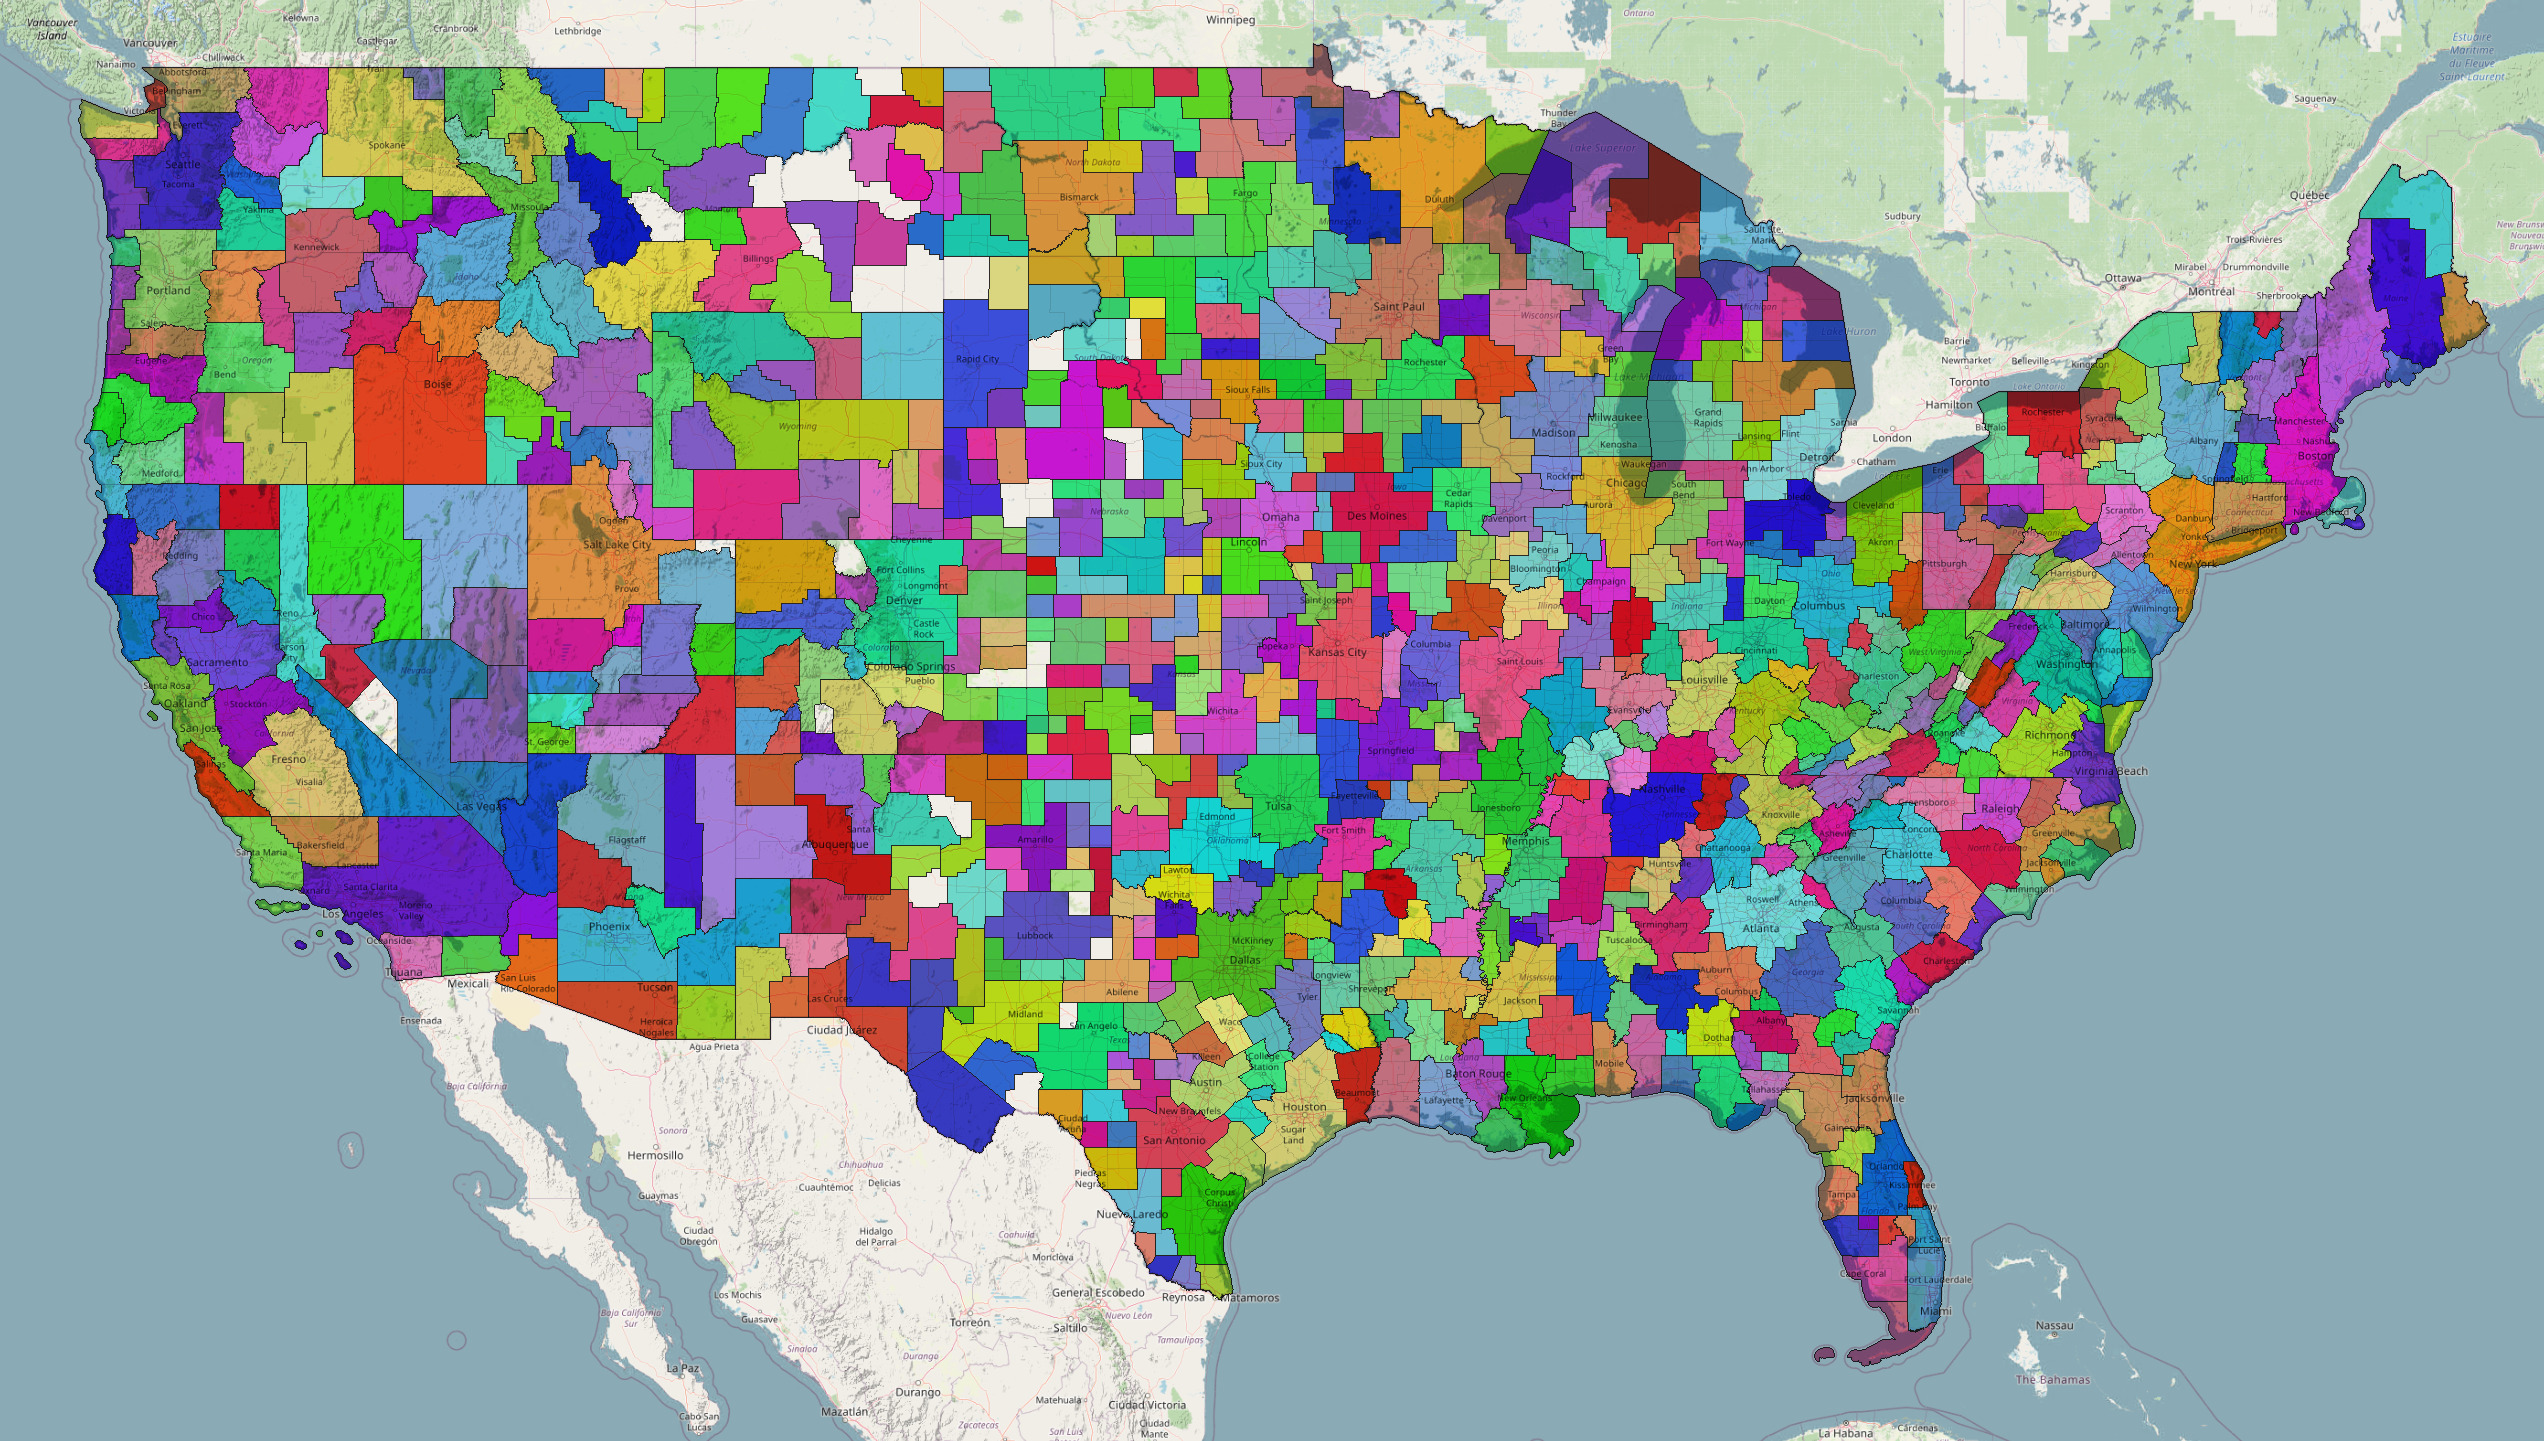 Vancouver
Island
Kelowna
Cranbrook
Castlegar
Lethbridge
Winnipeg
Ontario
Estuaire
Maritime
du Fleuve
Saint-Laurent
Vancouver
Chilliwack
Nanaimo
Abbotsford
Trail
Bellingham
Everett
Spokane
Thunder
Bay
Saguenay
Lake Superior
Seattle
Tacoma
Washington
Yakima
Missoula
Montana
North Dakota
Bismarck
Fargo
Minnesota
Duluth
Sault Ste.
Marie
Sudbury
Québec
Trois-Rivières
New Brunswick
Kennewick
Portland
Salem
Idaho
Billings
Ottawa
Mirabel
Drummondville
Montréal
Sherbrooke
Maine
Saint Paul
Wisconsin
Michigan
Lake Huron
Eugene
Oregon
Bend
Boise
Rapid City
South Dakota
Rochester
Green
Bay
Lake Michigan
Barrie
Newmarket
Belleville
Kingston
Toronto
Lake Ontario
Hamilton
Vermont
Sioux Falls
Milwaukee
Kenosha
Madison
Grand
Rapids
Lansing
Flint
Sarnia
London
Buffalo
Rochester
Syracuse
New York
Albany
Manchester
Nashua
Boston
Medford
Wyoming
Sioux City
Waukegan
Rockford
Chicago
Aurora
South
Bend
Ann Arbor
Detroit
Chatham
Erie
Lake Erie
Springfield
Massachusetts
Hartford
Connecticut
New Bedford
Iowa
Cedar
Rapids
Des Moines
Davenport
Toledo
Cleveland
Akron
Scranton
Danbury
Bridgeport
Yonkers
New York
Ogden
Salt Lake City
Provo
Redding
Nebraska
Omaha
Lincoln
Cheyenne
Fort Collins
Longmont
Denver
Castle
Rock
Colorado
Colorado Springs
Pueblo
Peoria
Bloomington
Champaign
Illinois
Fort Wayne
Indiana
Ohio
Columbus
Dayton
Cincinnati
Pittsburgh
Pennsylvania
Allentown
Harrisburg
New Jersey
Wilmington
Chico
Reno
Carson
City
Sacramento
Nevada
Utah
Santa Rosa
Oakland
Stockton
San Jose
California
Salinas
Fresno
Visalia
St. George
Saint Joseph
Topeka
Kansas City
Columbia
Missouri
Saint Louis
Kansas
Wichita
Evansville
Louisville
Kentucky
West Virginia
Charleston
Frederick
Baltimore
Annapolis
Washington
Virginia
Roanoke
Richmond
Hampton
Virginia Beach
Las Vegas
Springfield
Tulsa
Fayetteville
Jonesboro
Nashville
Tennessee
Knoxville
Greensboro
Raleigh
Santa Maria
Bakersfield
Lancaster
Flagstaff
Santa Fe
Albuquerque
New Mexico
Amarillo
Edmond
Oklahoma
Fort Smith
Arkansas
Memphis
Huntsville
Chattanooga
Asheville
Concord
Charlotte
Greenville
North Carolina
Greenville
Jacksonville
Wilmington
Oxnard
Santa Clarita
Los Angeles
Moreno
Valley
Oceanside
Arizona
Phoenix
Lubbock
Lawton
Wichita
Falls
Roswell
Athens
Atlanta
Augusta
Columbia
South Carolina
Charleston
Tijuana
Mexicali
San Luis
Río Colorado
Tucson
Las Cruces
Abilene
McKinney
Dallas
Longview
Tyler
Shreveport
Mississippi
Jackson
Birmingham
Tuscaloosa
Alabama
Auburn
Columbus
Georgia
Savannah
Ensenada
Heroica
Nogales
Agua Prieta
Ciudad Juárez
Midland
San Angelo
Texas
Waco
Killeen
College
Station
Austin
Louisiana
Baton Rouge
Lafayette
New Orleans
Mobile
Dothan
Albany
Tallahassee
Jacksonville
Baja California
Sonora
Hermosillo
Chihuahua
Ciudad
Acuña
New Braunfels
San Antonio
Houston
Sugar
Land
Beaumont
Gainesville
Guaymas
Cuauhtémoc
Delicias
Piedras
Negras
Corpus
Christi
Orlando
Kissimmee
Tampa
Florida
Palm Bay
Ciudad
Obregón
Hidalgo
del Parral
Coahuila
Monclova
Nuevo Laredo
Port Saint
Lucie
Cape Coral
Fort Lauderdale
Miami
Baja California
Sur
Los Mochis
Guasave
Sinaloa
General Escobedo
Reynosa
Matamoros
Nuevo León
Torreón
Saltillo
Tamaulipas
Nassau
The Bahamas
La Paz
Durango
Durango
Mazatlán
Zacatecas
Matehuala
Ciudad Victoria
Cabo San
Lucas
San Luis
Ciudad
Mante
La Habana
Cárdenas